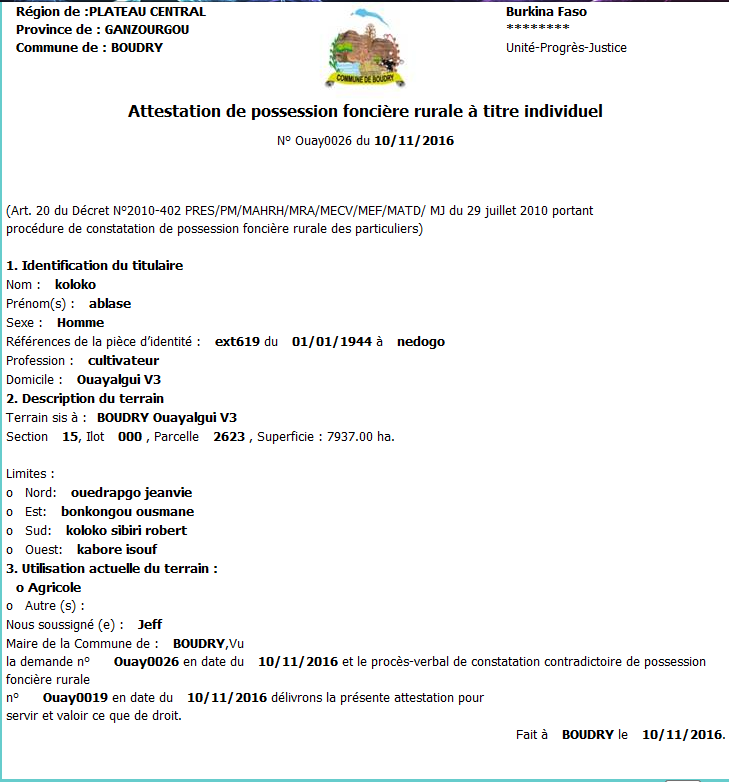 Région de :PLATEAU CENTRAL
Province de : GANZOURGOU
Commune de : BOUDRY
Burkina Faso
********
Unité-Progrès-Justice
COMMUNE DE BOUDRY
Attestation de possession foncière rurale à titre individuel
N° Ouay0026 du 10/11/2016
(Art. 20 du Décret N°2010-402 PRES/PM/MAHRH/MRA/MECV/MEF/MATD/ MJ du 29 juillet 2010 portant
procédure de constatation de possession foncière rurale des particuliers)
1. Identification du titulaire
Nom : koloko
Prénom(s) : ablase
Sexe : Homme
Références de la pièce d’identité : ext619 du 01/01/1944 à nedogo
Profession : cultivateur
Domicile : Ouayalgui V3
2. Description du terrain
Terrain sis à : BOUDRY Ouayalgui V3
Section 15, Ilot 000 , Parcelle 2623 , Superficie : 7937.00 ha.
Limites :
o Nord: ouedrapgo jeanvie
o Est: bonkongou ousmane
o Sud: koloko sibiri robert
o Ouest: kabore isouf
3. Utilisation actuelle du terrain :
o Agricole
o Autre (s) :
Nous soussigné (e) : Jeff
Maire de la Commune de : BOUDRY,Vu
la demande n° Ouay0026 en date du 10/11/2016 et le procès-verbal de constatation contradictoire de possession
foncière rurale
n° Ouay0019 en date du 10/11/2016 délivrons la présente attestation pour
servir et valoir ce que de droit.
Fait à BOUDRY le 10/11/2016.